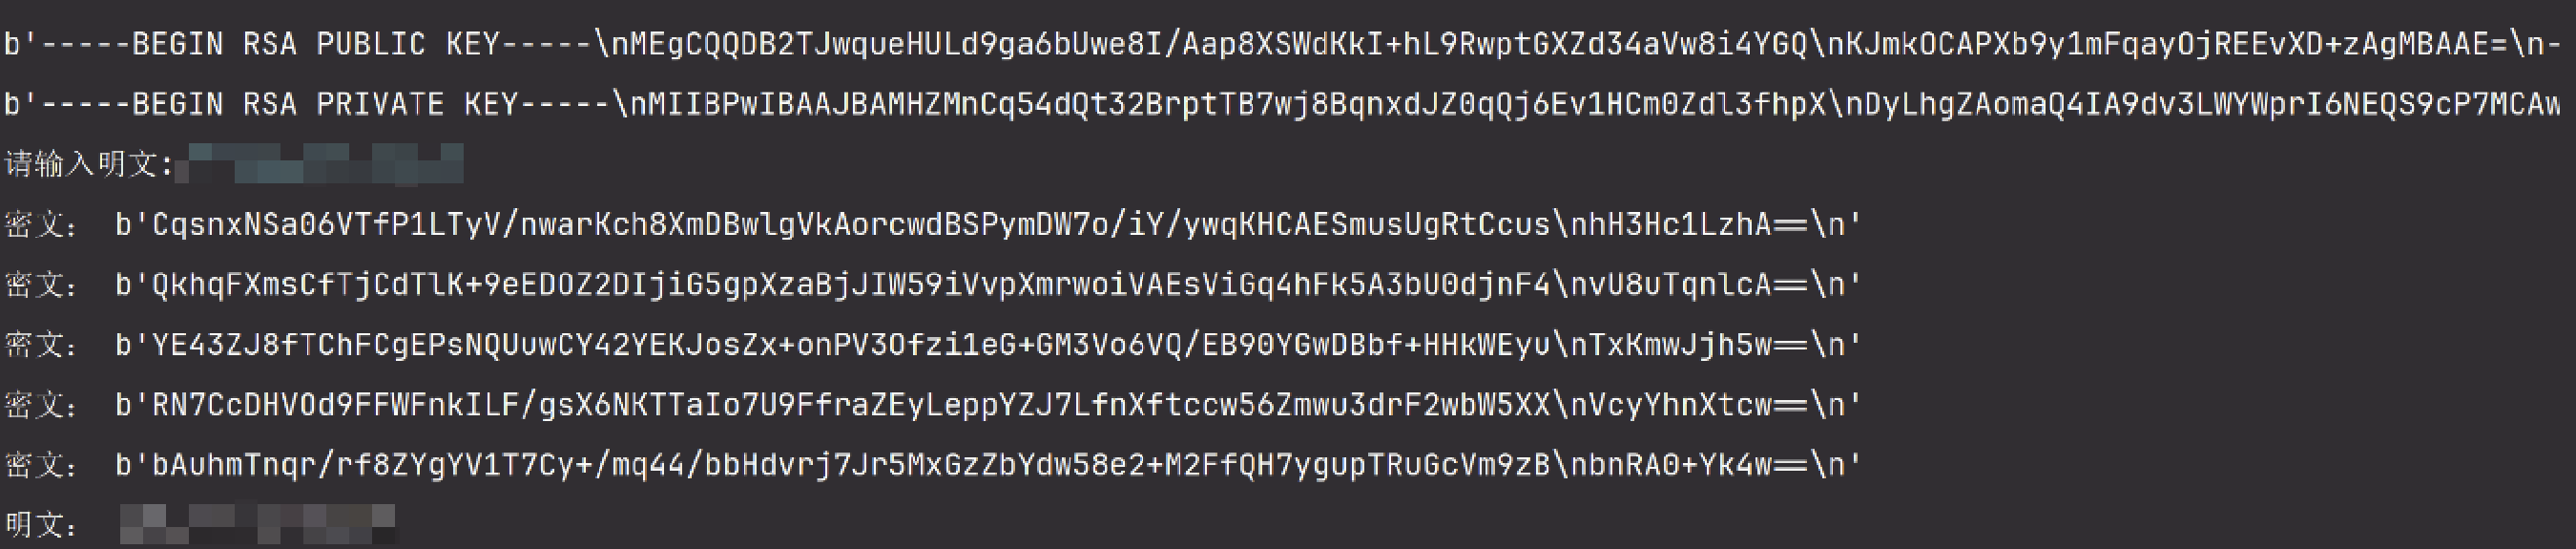 b'-----BEGIN RSA PUBLIC KEY-----\nMEgCQQDB2TJwqueHULd9ga6bUwe8I/Aap8XSWdKkI+hL9RwptGXZd34aVw8i4YGQ\nKJmkOCAPXb9y1mFqayOjREEvXD+zAgMBAAE=\n-
b'-----BEGIN RSA PRIVATE KEY-----\nMIIBPwIBAAJBAMHZMnCq54dQt32BrptTB7wj8BqnxdJZ0qQj6Ev1HCm0Zdl3fhpX\nDyLhgZAomaQ4IA9dv3LWYWprI6NEQS9cP7MCAw
请输入明文:
密文: b'CqsnxNSa06VTfP1LTyV/nwarKch8XmDBwlgVkAorcwdBSPymDW7o/iY/ywqKHCAESmusUgRtCcus\nhH3Hc1LzhA==\n'
密文: b'QkhqFXmsCfTjCdTlK+9eEDOZ2DIjiG5gpXzaBjJIW59iVvpXmrwoiVAEsViGq4hFk5A3bU0djnF4\nvU8uTqnlcA==\n'
密文: b'YE43ZJ8fTChFCgEPsNQUuwCY42YEKJosZx+onPV3Ofzi1eG+GM3Vo6VQ/EB90YGwDBbf+HHkWEyu\nTxKmwJjh5w==\n'
密文: b'RN7CcDHVOd9FFWFnkILF/gsX6NKTTaIo7U9FfraZEyLeppYZJ7LfnXftccw56Zmwu3drF2wbW5XX\nVcyYhnXtcw==\n'
密文: b'bAuhmTnqr/rf8ZYgYV1T7Cy+/mq44/bbHdvrj7Jr5MxGzZbYdw58e2+M2FfQH7ygupTRuGcVm9zB\nbnRA0+Yk4w==\n'
明文: